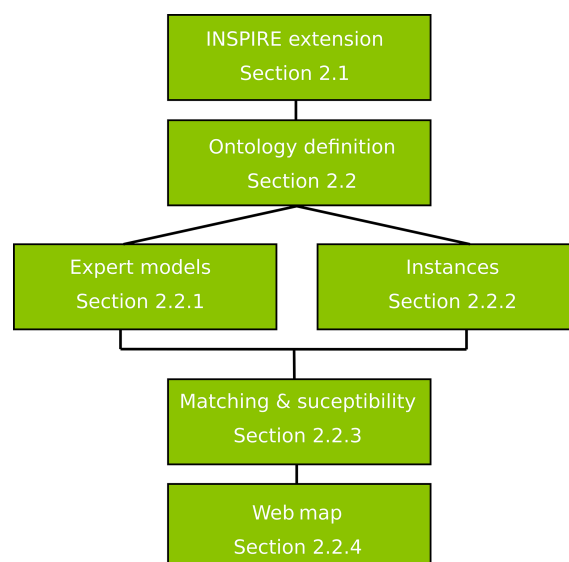 INSPIRE extension
Section 2.1
Ontology definition
Section 2.2
Expert models
Section 2.2.1
Instances
Section 2.2.2
Matching & suceptibility
Section 2.2.3
Web map
Section 2.2.4